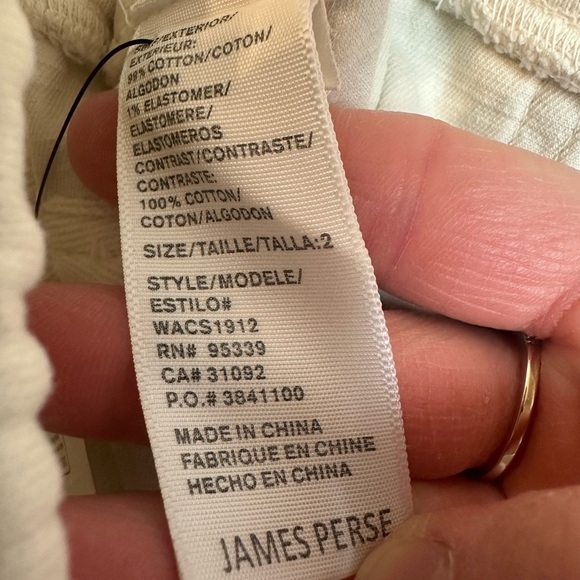 EXTERIOR/
EXTERIEUR:
99% COTTON/COTON/
ALGODON
1% ELASTOMER/
ELASTOMERE/
ELASTOMEROS
CONTRAST/CONTRASTE/
CONTRASTE:
100% COTTON/
COTON/ALGODON
SIZE/TAILLE/TALLA:2
STYLE/MODELE/
ESTILO#
WACS1912
RN# 95339
CA# 31092
P.O.# 3841100
MADE IN CHINA
FABRIQUE EN CHINE
HECHO EN CHINA
JAMES PERSE